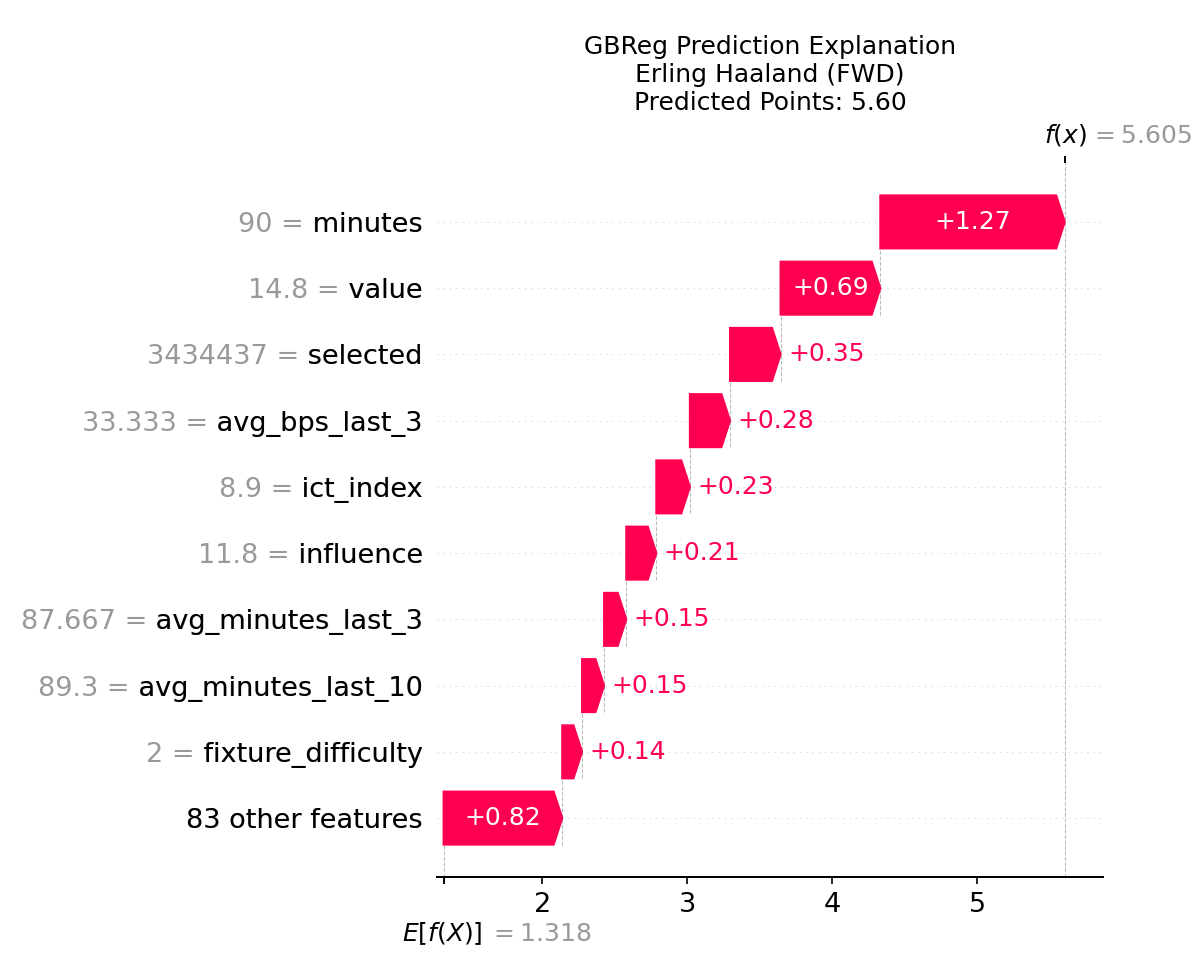 GBReg Prediction Explanation
Erling Haaland (FWD)
Predicted Points: 5.60
f(x) = 5.605
90 = minutes +1.27
14.8 = value +0.69
3434437 = selected +0.35
33.333 = avg_bps_last_3 +0.28
8.9 = ict_index +0.23
11.8 = influence +0.21
87.667 = avg_minutes_last_3 +0.15
89.3 = avg_minutes_last_10 +0.15
2 = fixture_difficulty +0.14
83 other features +0.82
2 3 4 5
E[f(X)] = 1.318